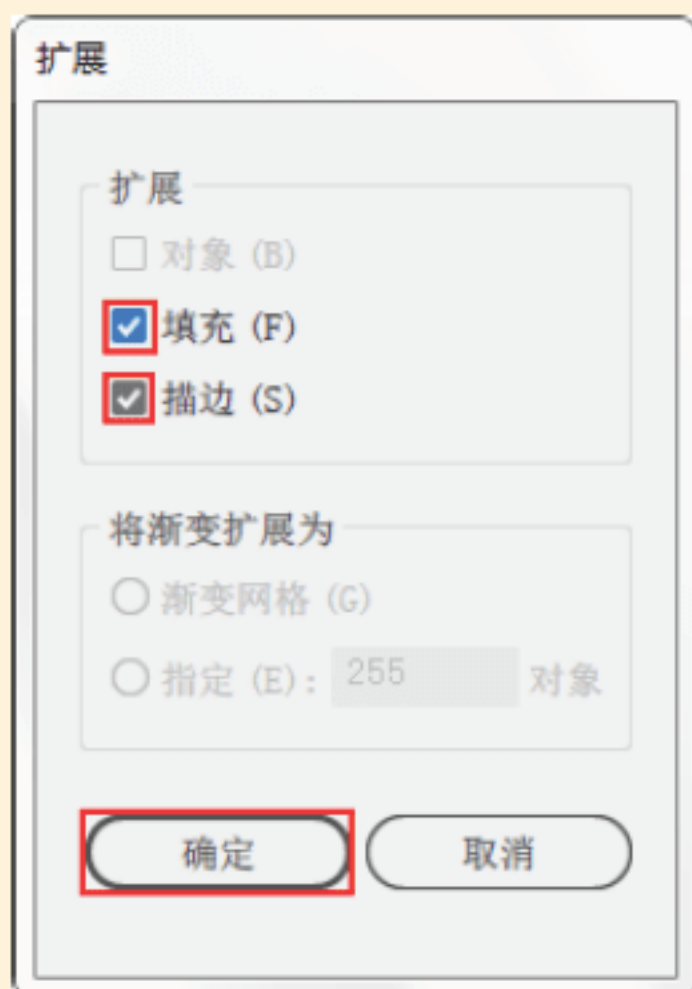 扩展
扩展
对象 (B)
填充 (F)
描边 (S)
将渐变扩展为
渐变网格 (G)
指定 (E): 255 对象
确定 取消